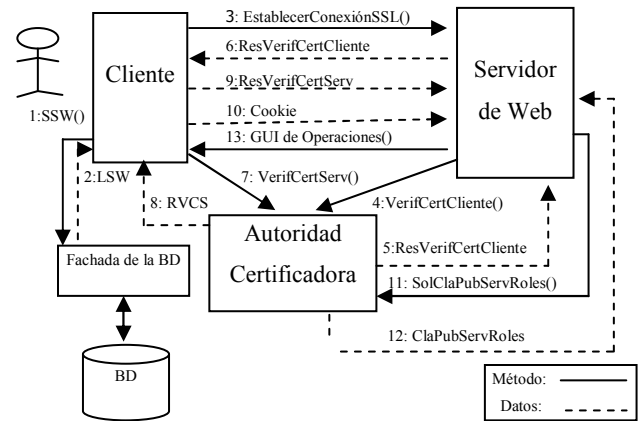 3: EstablecerConexiónSSL()
6:ResVerifCertCliente
9:ResVerifCertServ
10: Cookie
13: GUI de Operaciones()
Cliente
Servidor
de Web
1:SSW()
2:LSW
7: VerifCertServ()
8: RVCS
4:VerifCertCliente()
Autoridad
Certificadora
5:ResVerifCertCliente
Fachada de la BD
11: SolClaPubServRoles()
12: ClaPubServRoles
BD
Método:
Datos: